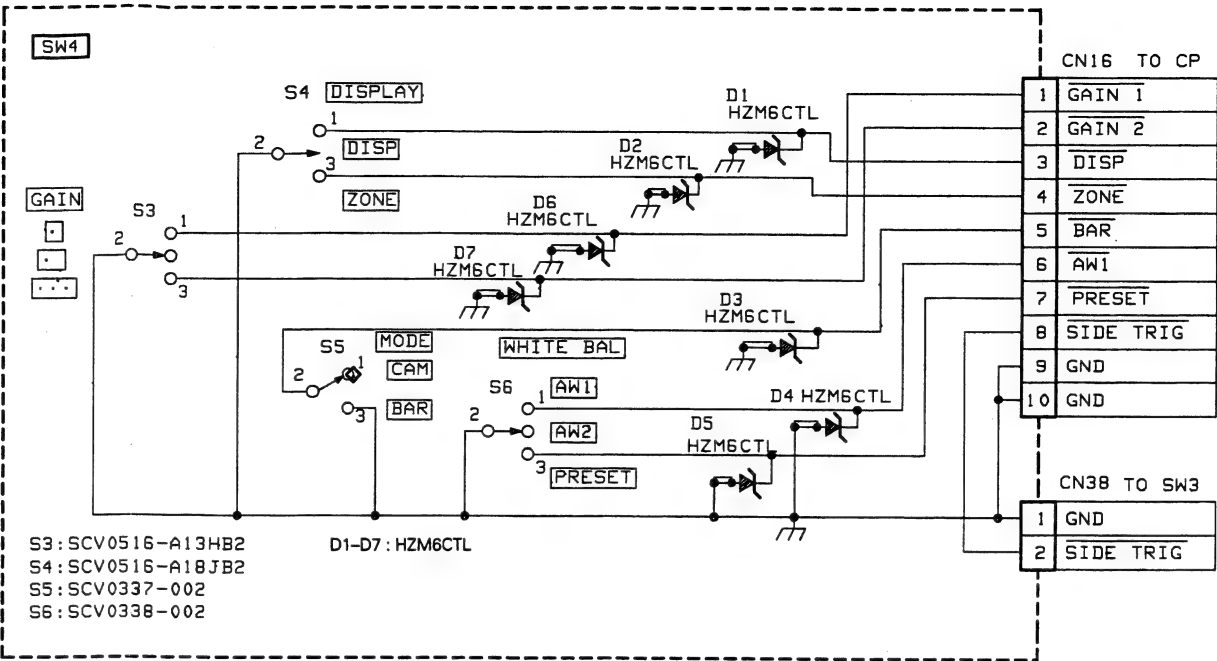 SW4
CN16 TO CP
S4 DISPLAY
1
2
DISP
3
ZONE
D1
HZM6CTL
D2
HZM6CTL
1 GAIN 1
2 GAIN 2
3 DISP
4 ZONE
5 BAR
6 AW1
7 PRESET
8 SIDE TRIG
9 GND
10 GND
GAIN
S3
1
2
3
D6
HZM6CTL
D7
HZM6CTL
D3
HZM6CTL
MODE
S5
1
CAM
2
BAR
3
WHITE BAL
S6
AW1
1
2
AW2
3
PRESET
D4 HZM6CTL
D5
HZM6CTL
CN38 TO SW3
1 GND
2 SIDE TRIG
S3:SCV0516-A13HB2
D1-D7: HZM6CTL
S4:SCV0516-A18JB2
S5:SCV0337-002
S6:SCV0338-002